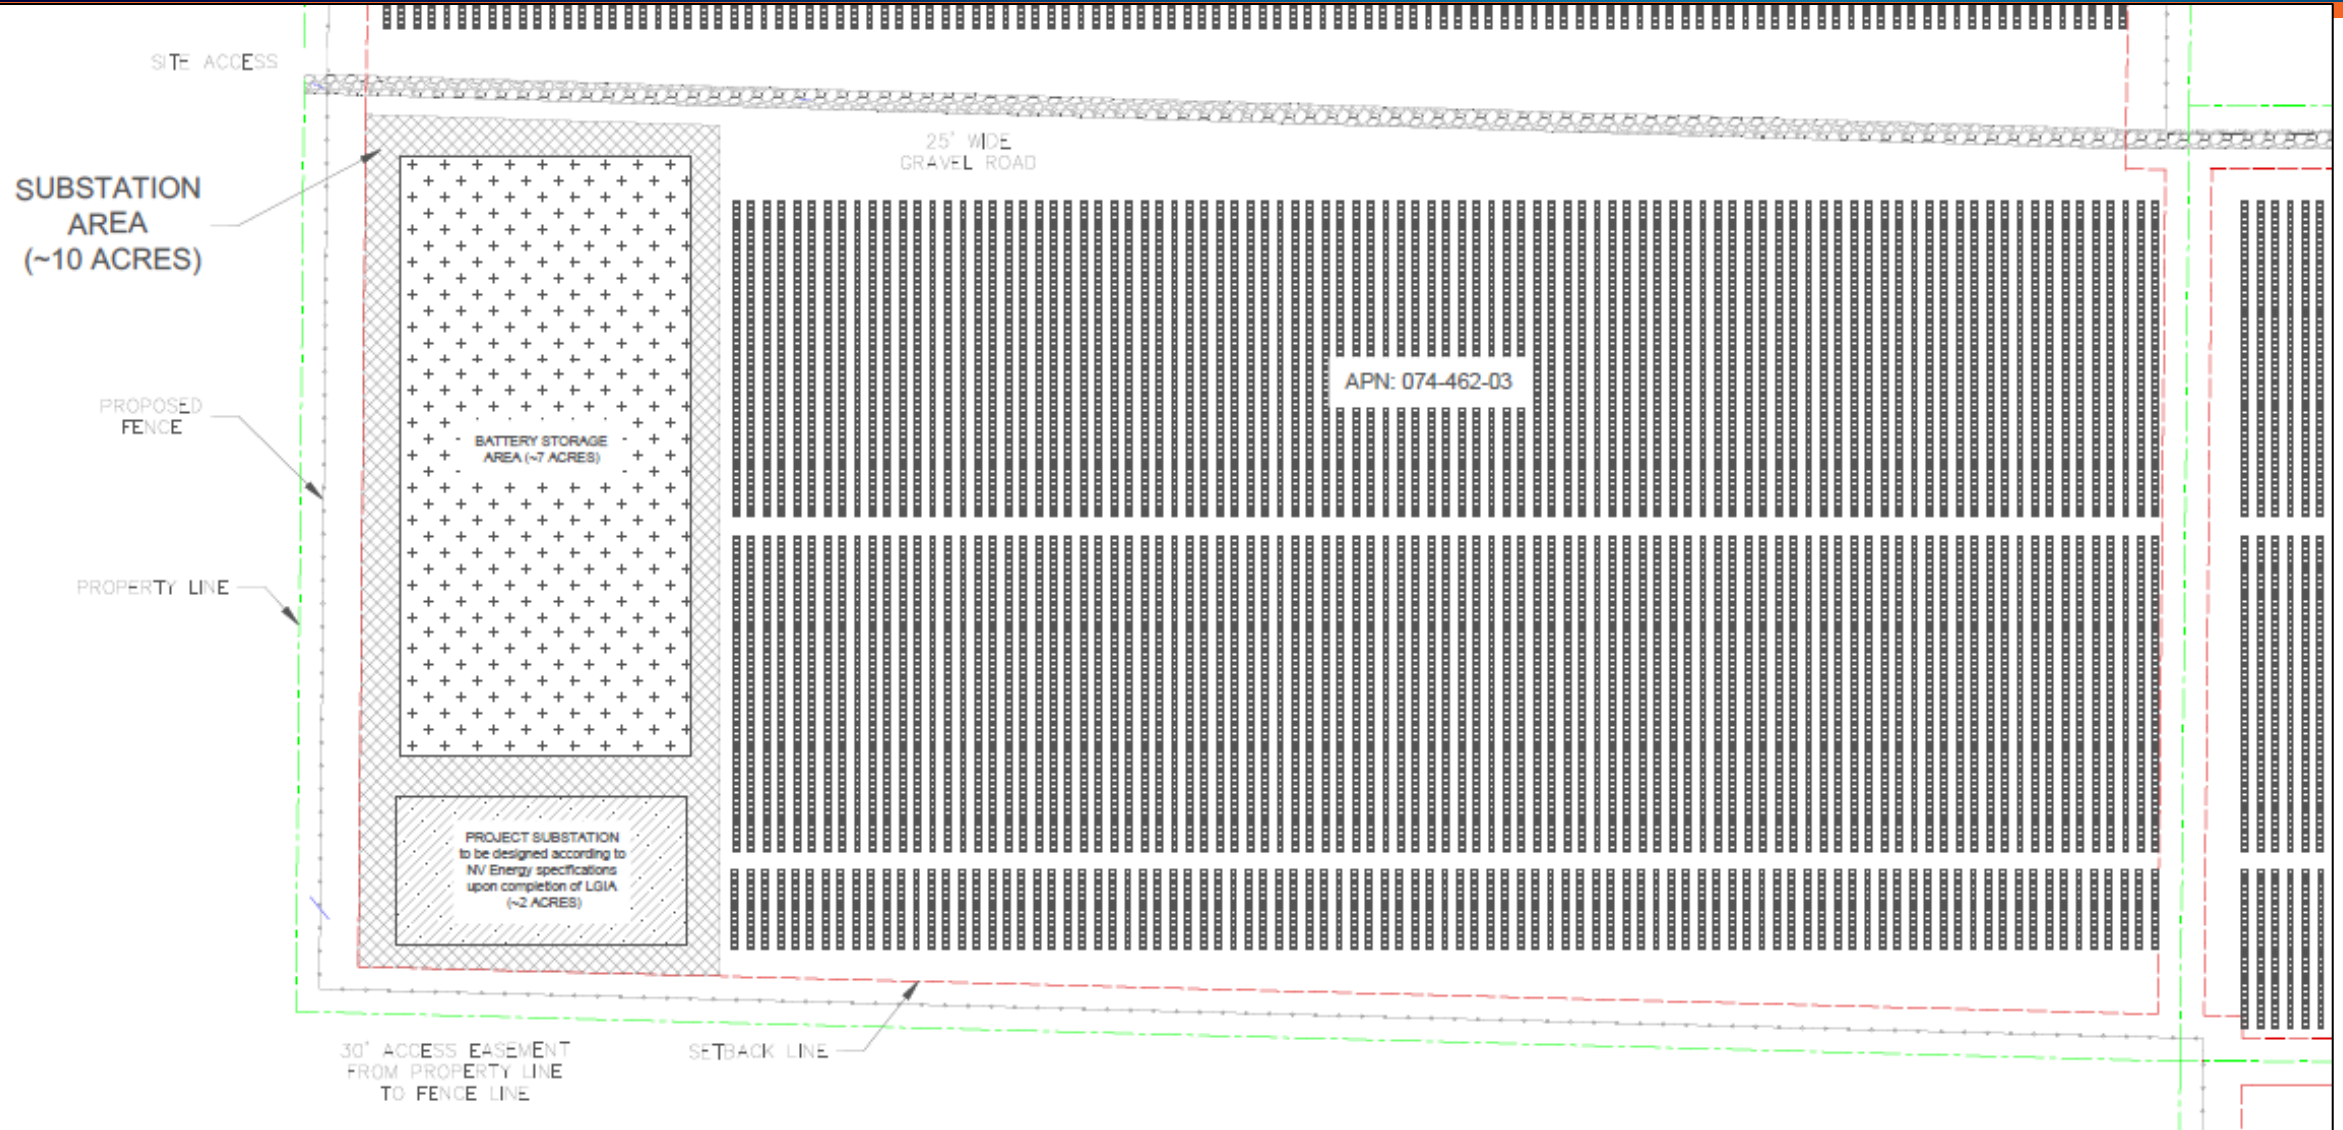 SITE ACCESS
25' WIDE
GRAVEL ROAD
SUBSTATION
AREA
(~10 ACRES)
APN: 074-462-03
PROPOSED
FENCE
BATTERY STORAGE
AREA (~7 ACRES)
PROPERTY LINE
PROJECT SUBSTATION
to be designed according to
NV Energy specifications
upon completion of LGIA
(~2 ACRES)
30' ACCESS EASEMENT
FROM PROPERTY LINE
TO FENCE LINE
SETBACK LINE